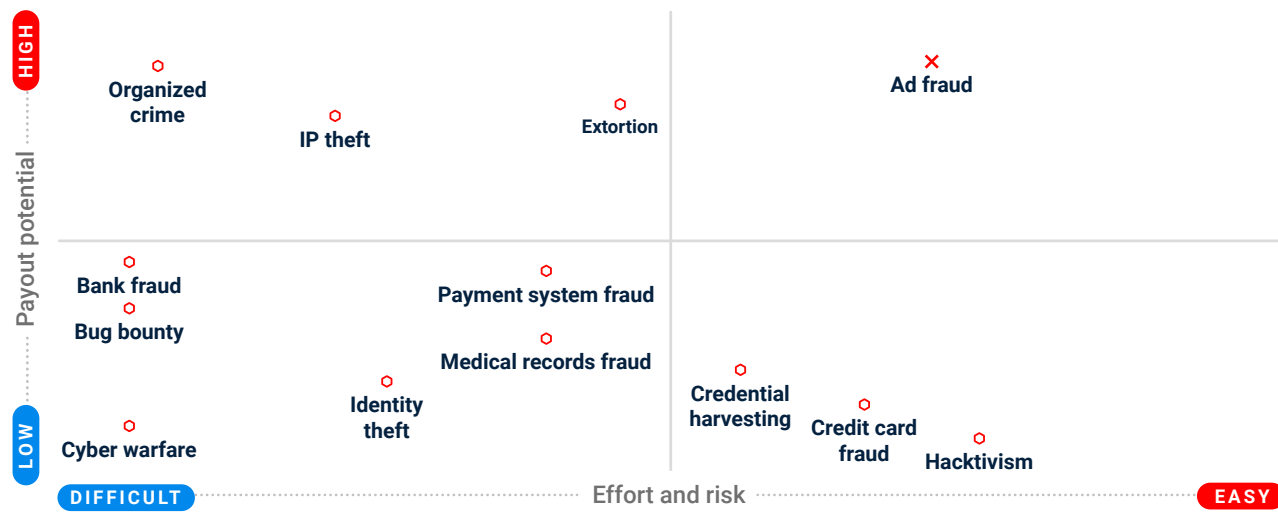 HIGH
Payout potential
LOW
Organized
crime
IP theft
Extortion
Ad fraud
Bank fraud
Bug bounty
Cyber warfare
Payment system fraud
Medical records fraud
Identity
theft
Credential
harvesting
Credit card
fraud
Hacktivism
DIFFICULT
Effort and risk
EASY